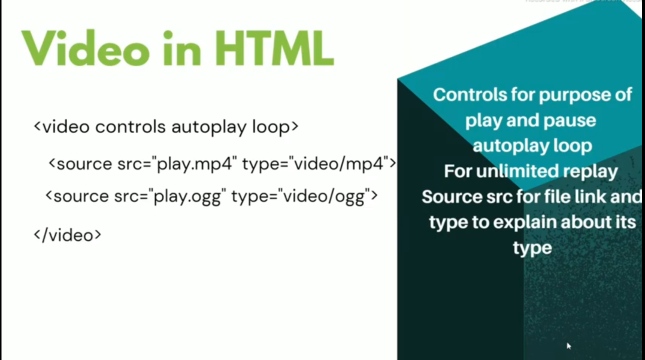 Video in HTML
<video controls autoplay loop>
<source src="play.mp4" type="video/mp4">
<source src="play.ogg" type="video/ogg">
</video>
Controls for purpose of
play and pause
autoplay loop
For unlimited replay
Source src for file link and
type to explain about its
type